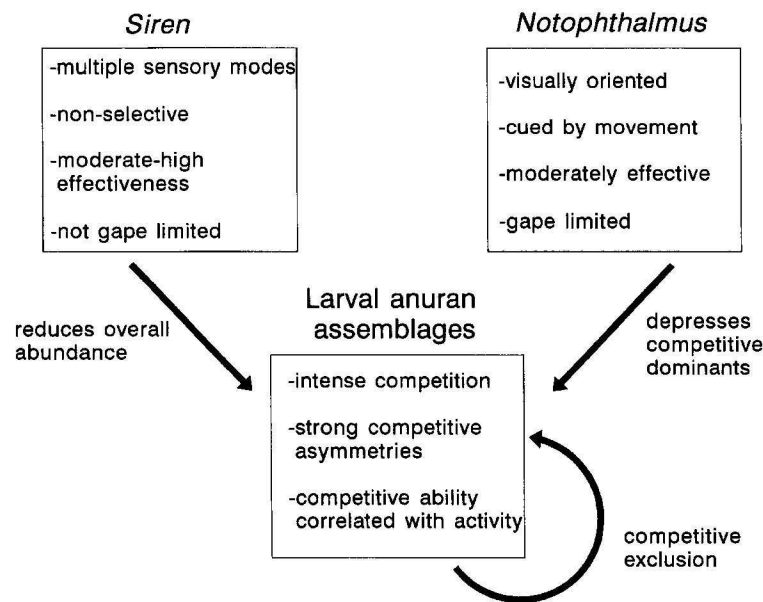 Siren
-multiple sensory modes
-non-selective
-moderate-high
effectiveness
-not gape limited
Notophthalmus
-visually oriented
-cued by movement
-moderately effective
-gape limited
reduces overall
abundance
depresses
competitive
dominants
Larval anuran
assemblages
-intense competition
-strong competitive
asymmetries
-competitive ability
correlated with activity
competitive
exclusion